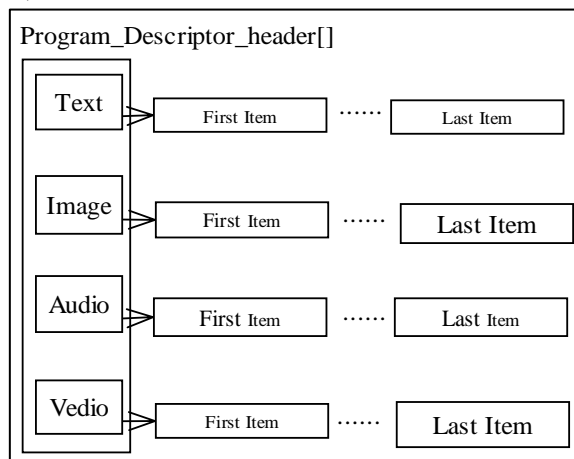 Program_Descriptor_header[]
Text First Item ...... Last Item
Image First Item ...... Last Item
Audio First Item ...... Last Item
Vedio First Item ...... Last Item